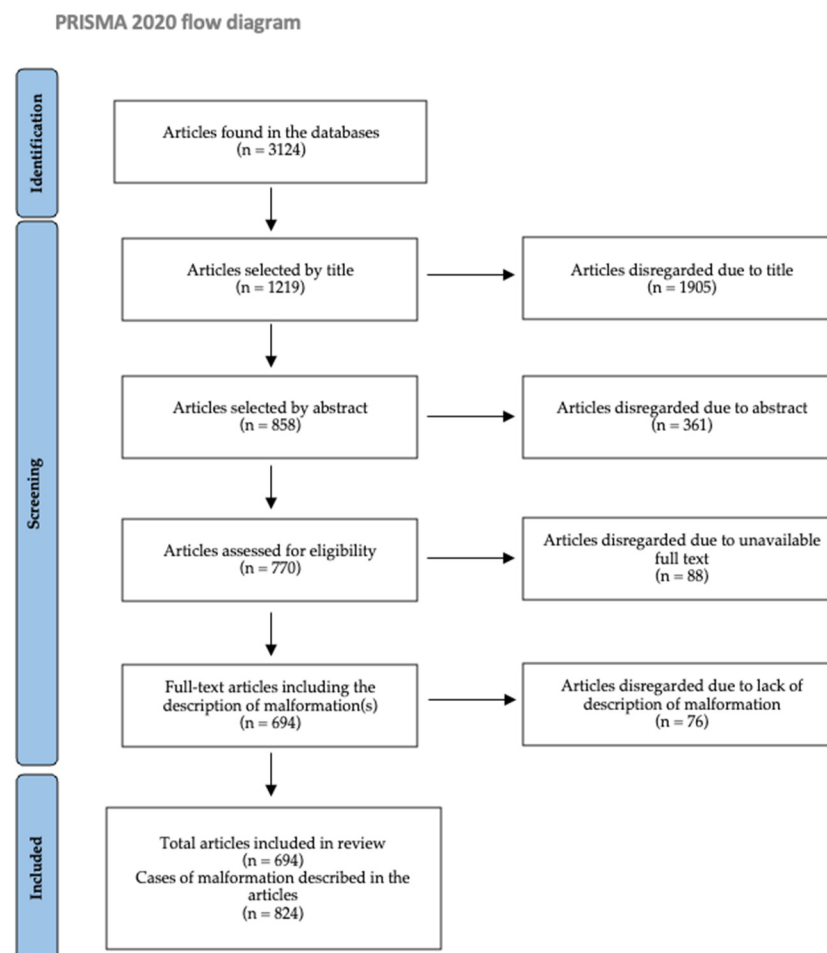 PRISMA 2020 flow diagram
Identification
Articles found in the databases
(n = 3124)
Screening
Articles selected by title
(n = 1219)
Articles disregarded due to title
(n = 1905)
Articles selected by abstract
(n = 858)
Articles disregarded due to abstract
(n = 361)
Articles assessed for eligibility
(n = 770)
Articles disregarded due to unavailable
full text
(n = 88)
Full-text articles including the
description of malformation(s)
(n = 694)
Articles disregarded due to lack of
description of malformation
(n = 76)
Included
Total articles included in review
(n = 694)
Cases of malformation described in the
articles
(n = 824)